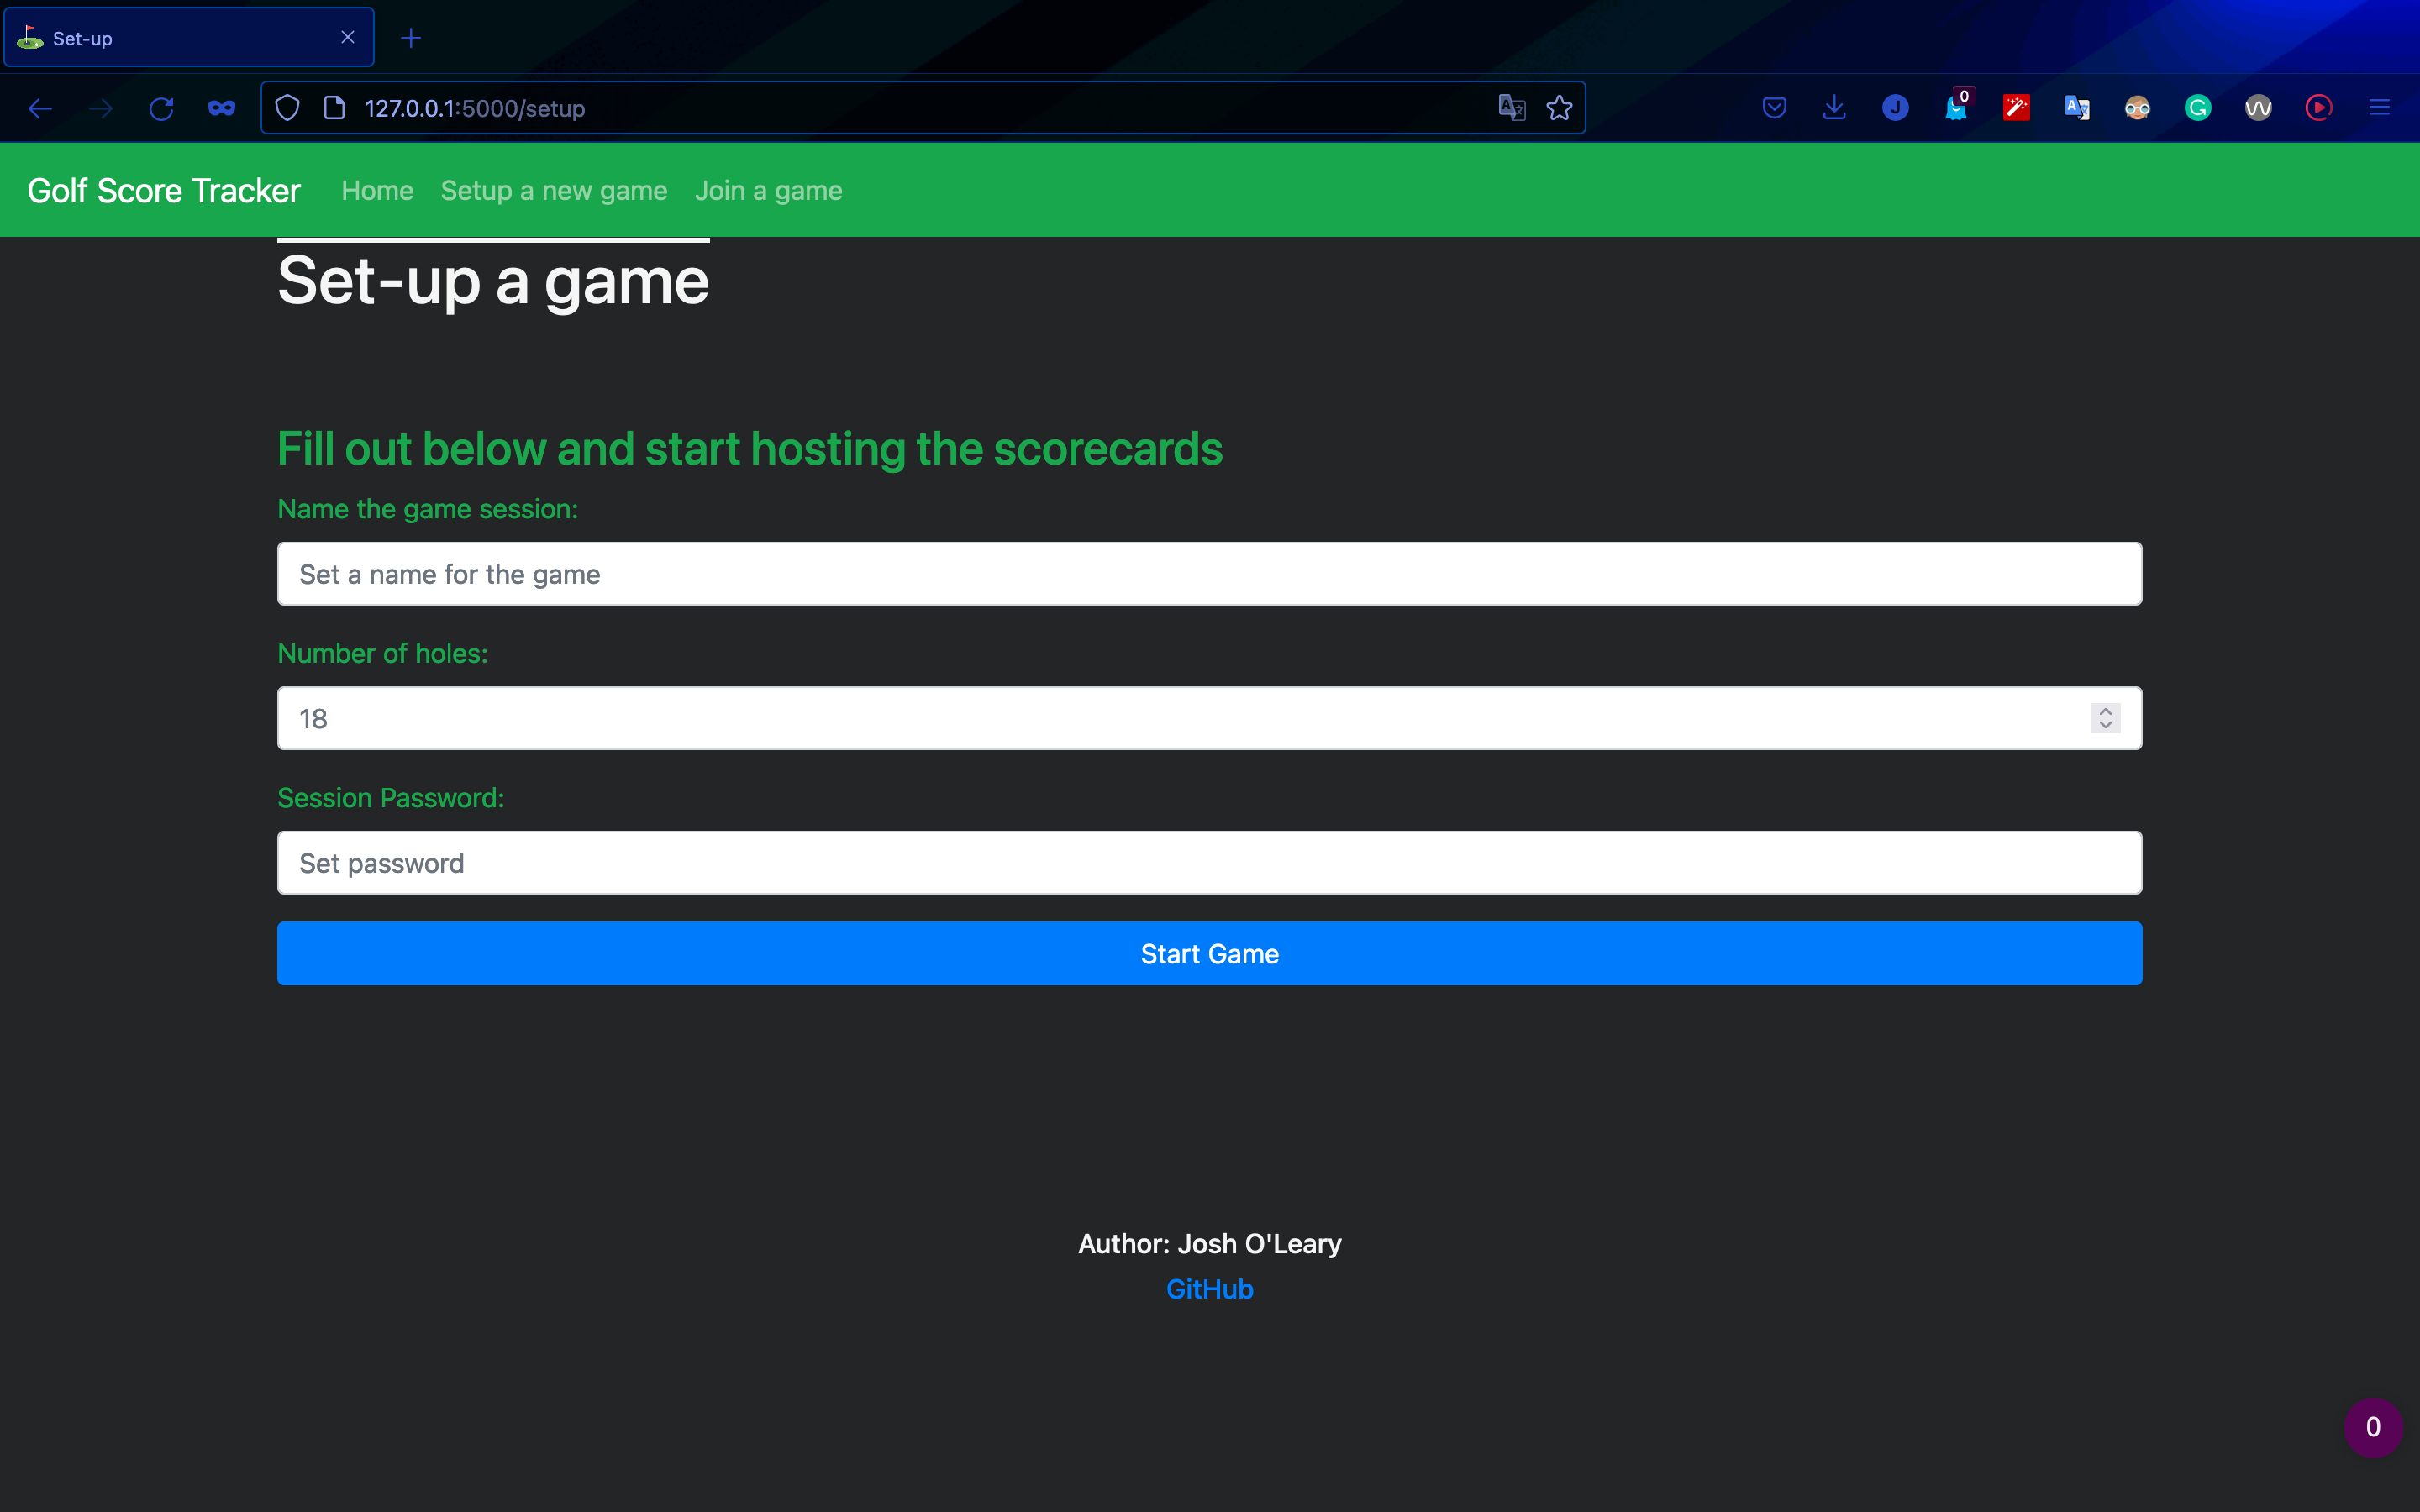 Set-up
127.0.0.1:5000/setup
0
J
Golf Score Tracker Home Setup a new game Join a game
Set-up a game
Fill out below and start hosting the scorecards
Name the game session:
Set a name for the game
Number of holes:
18
Session Password:
Set password
Start Game
Author: Josh O'Leary
GitHub
0